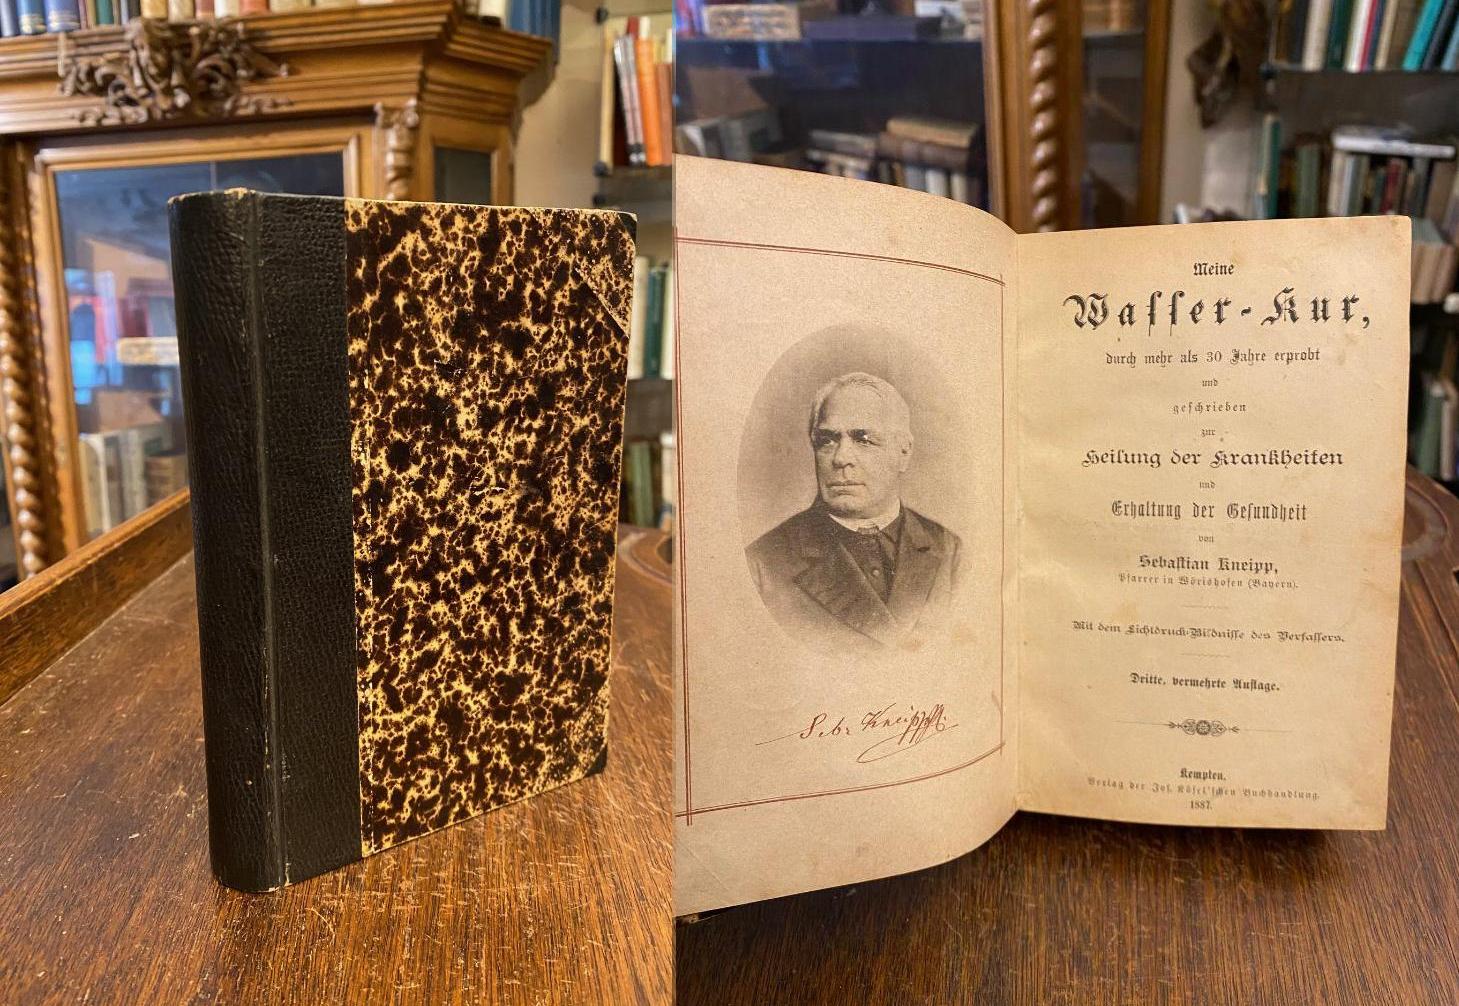 Seb. Kneipp
Meine
Wasser-Kur,
durch mehr als 30 Jahre erprobt
und
geschrieben
zur
Heilung der Krankheiten
und
Erhaltung der Gesundheit
von
Sebastian Kneipp,
Pfarrer in Wörishofen (Bayern).
Mit dem Lichtdruck-Bildnisse des Verfassers.
Dritte, vermehrte Auflage.
Kempten.
Verlag der Jos. Kösel'schen Buchhandlung.
1887.